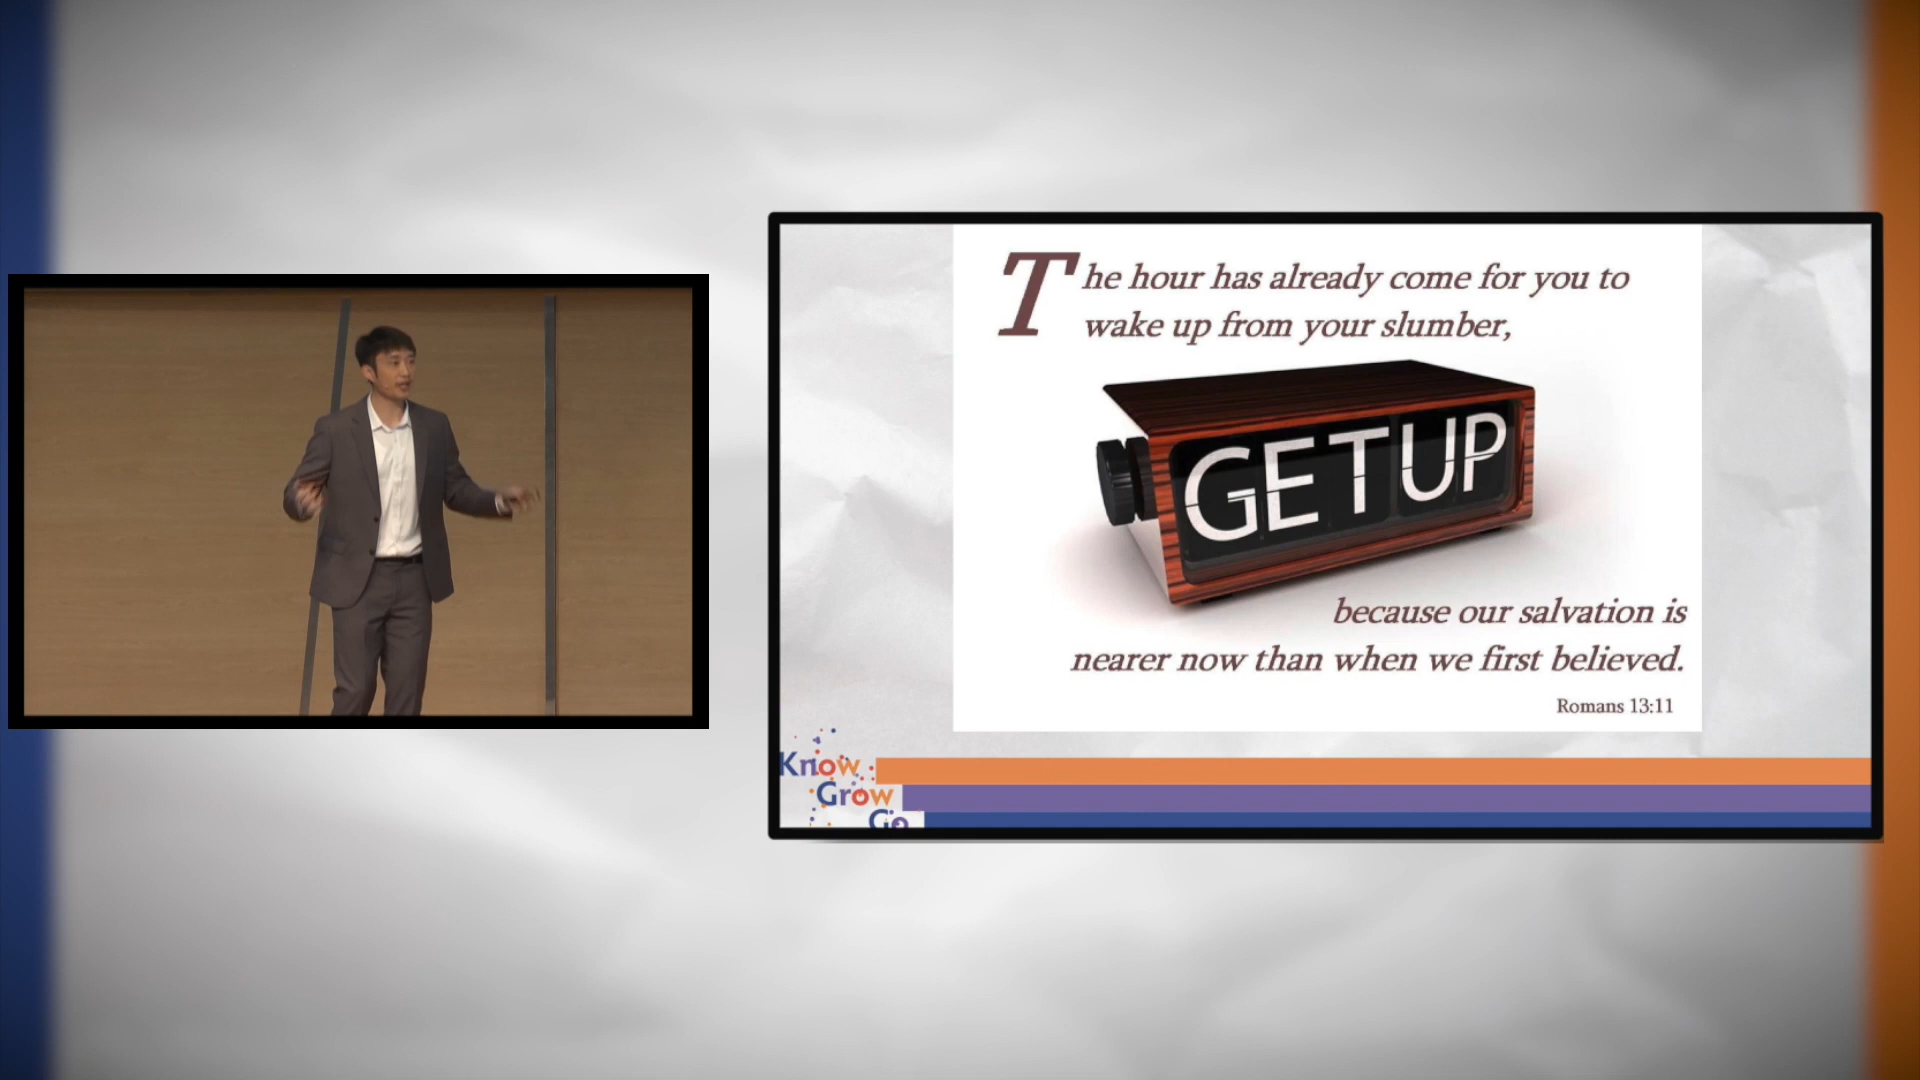 The hour has already come for you to
wake up from your slumber,
GET UP
because our salvation is
nearer now than when we first believed.
Romans 13:11
Know
Grow
Go